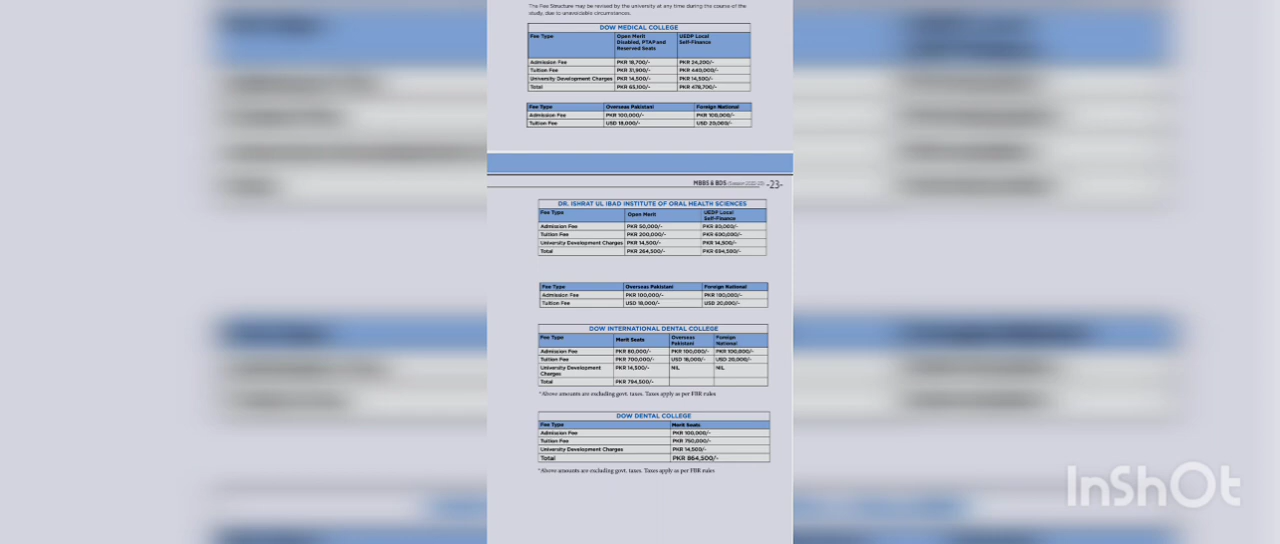 The Fee Structure may be revised by the university at any time during the course of the
study, due to unavoidable circumstances.
DOW MEDICAL COLLEGE
Fee Type Open Merit UEDP Local
Disabled, PTAP and Self-Finance
Reserved Seats
Admission Fee PKR 18,700/- PKR 24,200/-
Tuition Fee PKR 31,900/- PKR 440,000/-
University Development Charges PKR 14,500/- PKR 14,500/-
Total PKR 65,100/- PKR 478,700/-
Fee Type Overseas Pakistani Foreign National
Admission Fee PKR 100,000/- PKR 100,000/-
Tuition Fee USD 18,000/- USD 20,000/-
MBBS & BDS -23-
DR. ISHRAT UL IBAD INSTITUTE OF ORAL HEALTH SCIENCES
Fee Type Open Merit UEDP Local
Self-Finance
Admission Fee PKR 50,000/- PKR 80,000/-
Tuition Fee PKR 200,000/- PKR
University Development Charges PKR 14,500/- PKR 14,500/-
Total PKR 264,500/- PKR
Fee Type Overseas Pakistani Foreign National
Admission Fee PKR 100,000/- PKR 100,000/-
Tuition Fee USD 18,000/- USD 20,000/-
DOW INTERNATIONAL DENTAL COLLEGE
Fee Type Merit Seats Overseas Foreign
Pakistani National
Admission Fee PKR 80,000/- PKR 100,000/- PKR 100,000/-
Tuition Fee PKR 700,000/- USD 18,000/- USD 20,000/-
University Development PKR 14,500/- NIL NIL
Charges
Total PKR 794,500/-
*Above amounts are excluding govt. taxes. Taxes apply as per FBR rules
DOW DENTAL COLLEGE
Fee Type Merit Seats
Admission Fee PKR 100,000/-
Tuition Fee PKR 750,000/-
University Development Charges PKR 14,500/-
Total PKR 864,500/-
*Above amounts are excluding govt. taxes. Taxes apply as per FBR rules
InShOt